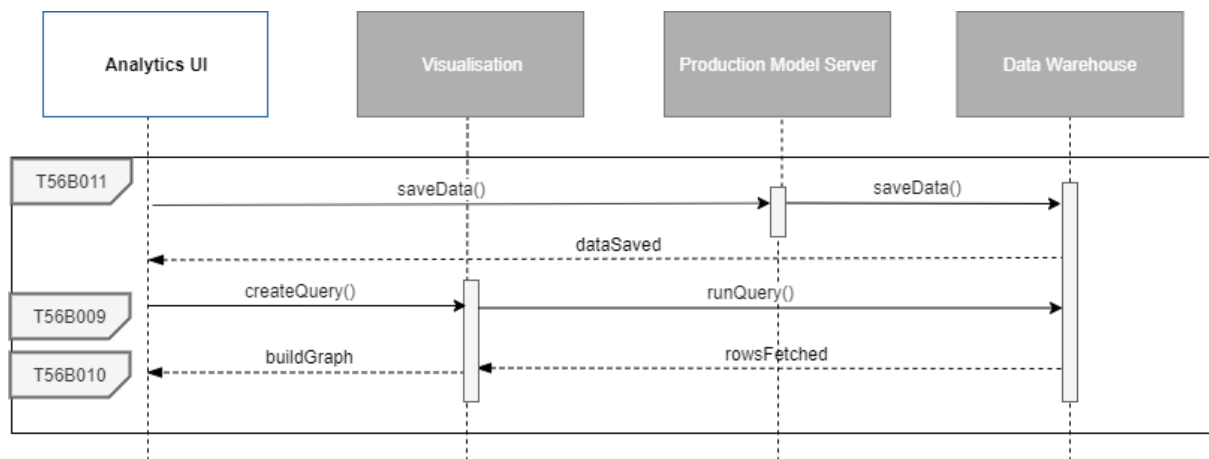 Analytics UI
Visualisation
Production Model Server
Data Warehouse
T56B011
saveData()
saveData()
dataSaved
createQuery()
runQuery()
T56B009
buildGraph
rowsFetched
T56B010